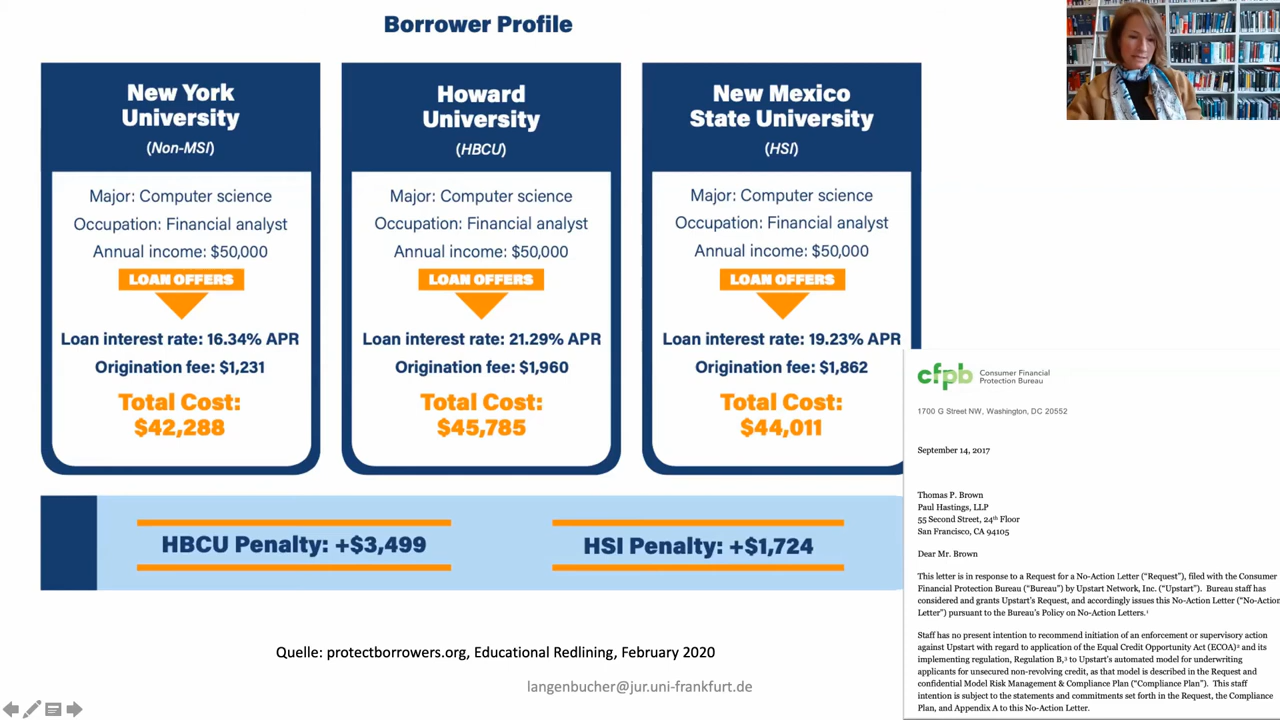 Borrower Profile
New York
University
(Non-MSI)
Major: Computer science
Occupation: Financial analyst
Annual income: $50,000
LOAN OFFERS
Loan interest rate: 16.34% APR
Origination fee: $1,231
Total Cost:
$42,288
Howard
University
(HBCU)
Major: Computer science
Occupation: Financial analyst
Annual income: $50,000
LOAN OFFERS
Loan interest rate: 21.29% APR
Origination fee: $1,960
Total Cost:
$45,785
New Mexico
State University
(HSI)
Major: Computer science
Occupation: Financial analyst
Annual income: $50,000
LOAN OFFERS
Loan interest rate: 19.23% APR
Origination fee: $1,862
Total Cost:
$44,011
HBCU Penalty: +$3,499
HSI Penalty: +$1,724
Quelle: protectborrowers.org, Educational Redlining, February 2020
langenbucher@jur.uni-frankfurt.de
cfpb Consumer Financial
Protection Bureau
1700 G Street NW, Washington, DC 20552
September 14, 2017
Thomas P. Brown
Paul Hastings, LLP
55 Second Street, 24th Floor
San Francisco, CA 94105
Dear Mr. Brown
This letter is in response to a Request for a No-Action Letter (“Request”), filed with the Consumer
Financial Protection Bureau (“Bureau”) by Upstart Network, Inc. (“Upstart”). Bureau staff has
considered and grants Upstart’s Request, and accordingly issues this No-Action Letter (“No-Action
Letter”) pursuant to the Bureau’s Policy on No-Action Letters.1
Staff has no present intention to recommend initiation of an enforcement or supervisory action
against Upstart with regard to application of the Equal Credit Opportunity Act (ECOA)2 and its
implementing regulation, Regulation B,3 to Upstart’s automated model for underwriting
applicants for unsecured non-revolving credit, as that model is described in the Request and
confidential Model Risk Management & Compliance Plan (“Compliance Plan”). This staff
intention is subject to the statements and commitments set forth in the Request, the Compliance
Plan, and Appendix A to this No-Action Letter.